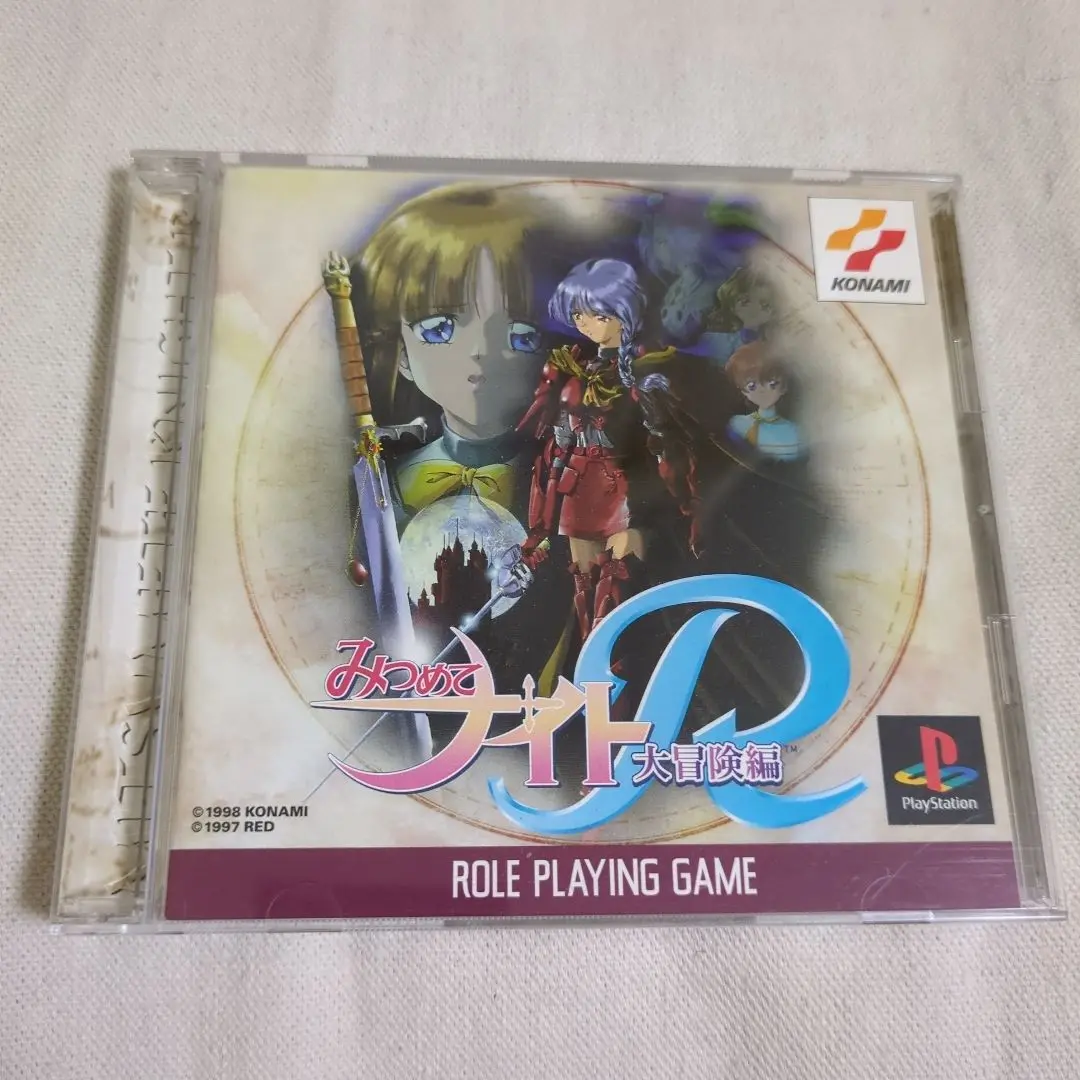 KONAMI
みつめて
ナイト R
大冒険編 ™
PlayStation
©1998 KONAMI
©1997 RED
ROLE PLAYING GAME